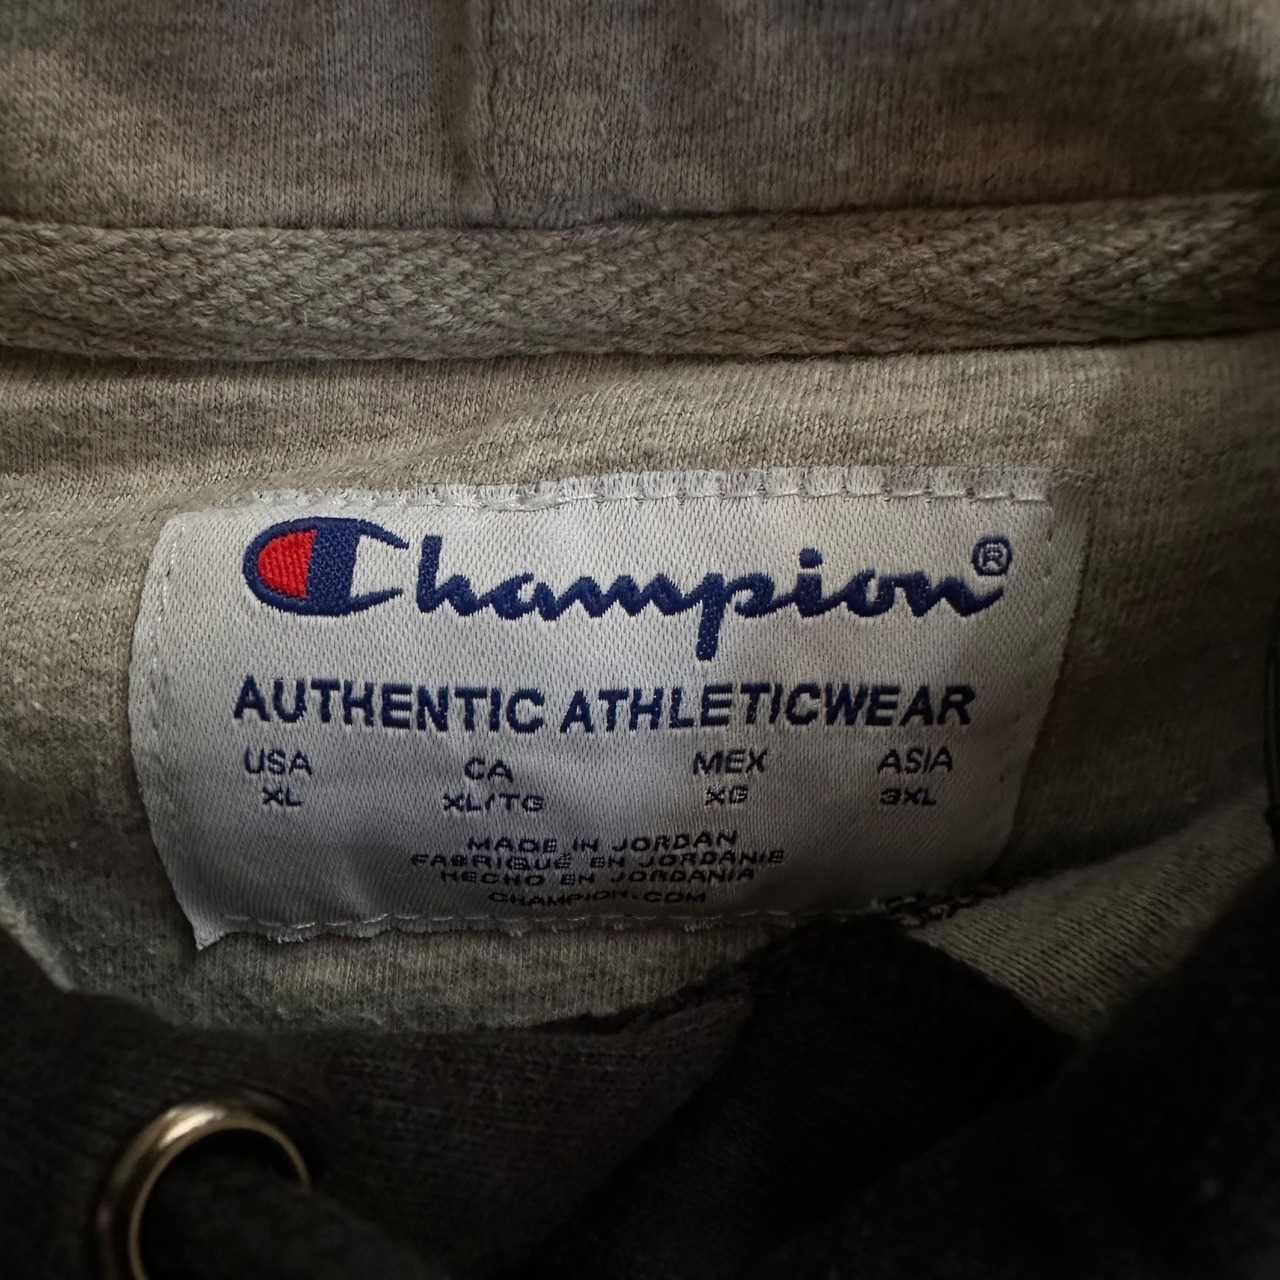 Champion®
AUTHENTIC ATHLETICWEAR
USA CA MEX ASIA
XL XL/TG XG 3XL
MADE IN JORDAN
FABRIQUÉ EN JORDANIE
HECHO EN JORDANIA
CHAMPION.COM